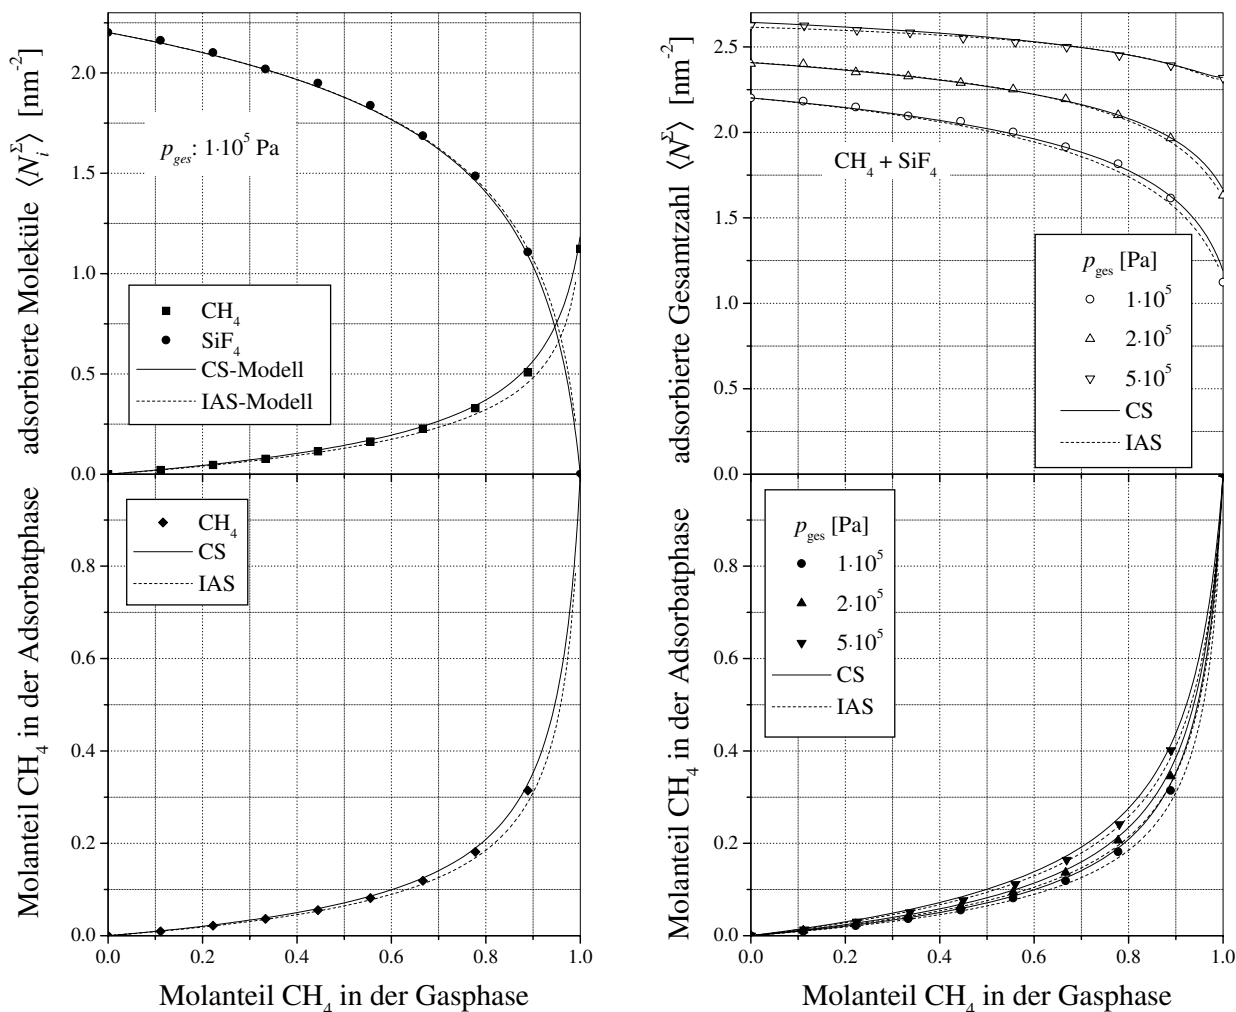 adsorbierte Moleküle ⟨N_i^Σ⟩ [nm^-2]
2.0
1.5
1.0
0.5
0.0
p_ges: 1·10^5 Pa
CH_4
SiF_4
CS-Modell
IAS-Modell
adsorbierte Gesamtzahl ⟨N^Σ⟩ [nm^-2]
2.5
2.0
1.5
1.0
0.5
0.0
CH_4 + SiF_4
p_ges [Pa]
1·10^5
2·10^5
5·10^5
CS
IAS
Molanteil CH_4 in der Adsorbatphase
0.8
0.6
0.4
0.2
0.0
CH_4
CS
IAS
0.0 0.2 0.4 0.6 0.8 1.0
Molanteil CH_4 in der Gasphase
Molanteil CH_4 in der Adsorbatphase
0.8
0.6
0.4
0.2
0.0
p_ges [Pa]
1·10^5
2·10^5
5·10^5
CS
IAS
0.0 0.2 0.4 0.6 0.8 1.0
Molanteil CH_4 in der Gasphase